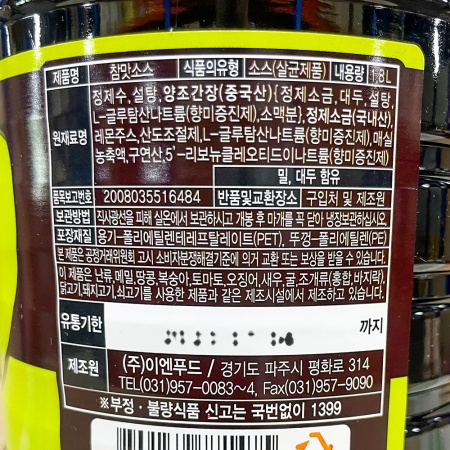 제품명 참맛소스 식품의유형 소스(살균제품) 내용량 1.8L
원재료명 정제수, 설탕, 양조간장(중국산){정제소금, 대두, 설탕,
L-글루탐산나트륨(향미증진제), 소맥분}, 정제소금(국내산),
레몬주스, 산도조절제, L-글루탐산나트륨(향미증진제), 매실
농축액, 구연산, 5'-리보뉴클레오티드이나트륨(향미증진제)
밀, 대두 함유
품목보고번호 2008035516484 반품및교환장소 구입처 및 제조원
보관방법 직사광선을 피해 실온에서 보관하시고 개봉 후 마개를 꼭 닫아 냉장보관하십시오.
포장재질 용기-폴리에틸렌테레프탈레이트(PET), 뚜껑-폴리에틸렌(PE)
본 제품은 공정거래위원회 고시 소비자분쟁해결기준에 의거 교환 또는 보상을 받을 수 있습니다.
이 제품은 난류, 메밀, 땅콩, 복숭아, 토마토, 오징어, 새우, 굴, 조개류(홍합, 바지락),
닭고기, 돼지고기, 쇠고기를 사용한 제품과 같은 제조시설에서 제조하고 있습니다.
유통기한 까지
제조원 (주)이엔푸드 / 경기도 파주시 평화로 314
TEL(031)957-0083~4, Fax(031)957-9090
※부정·불량식품 신고는 국번없이 1399